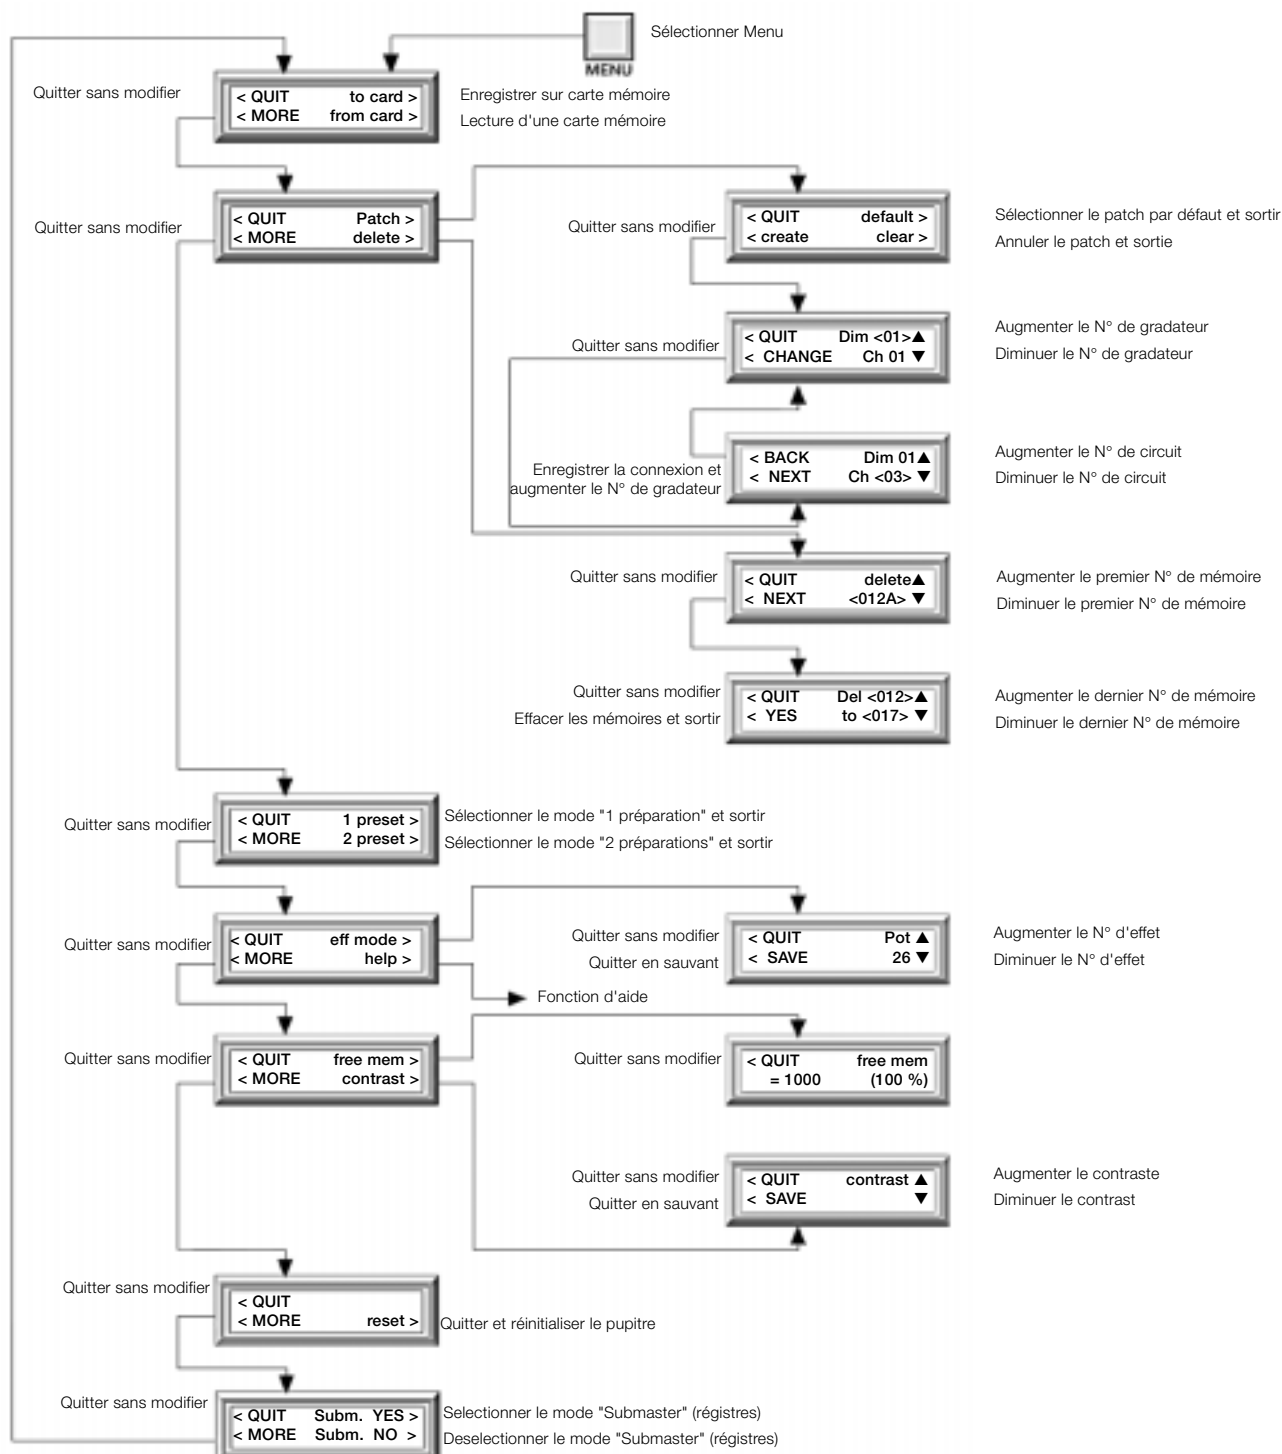 Sélectionner Menu
MENU
Quitter sans modifier
< QUIT to card >
< MORE from card >
Enregistrer sur carte mémoire
Lecture d'une carte mémoire
Quitter sans modifier
< QUIT Patch >
< MORE delete >
Quitter sans modifier
< QUIT default >
< create clear >
Sélectionner le patch par défaut et sortir
Annuler le patch et sortie
Quitter sans modifier
< QUIT Dim <01>▲
< CHANGE Ch 01 ▼
Augmenter le N° de gradateur
Diminuer le N° de gradateur
Enregistrer la connexion et
augmenter le N° de gradateur
< BACK Dim 01▲
< NEXT Ch <03> ▼
Augmenter le N° de circuit
Diminuer le N° de circuit
Quitter sans modifier
< QUIT delete▲
< NEXT <012A> ▼
Augmenter le premier N° de mémoire
Diminuer le premier N° de mémoire
Quitter sans modifier
Effacer les mémoires et sortir
< QUIT Del <012>▲
< YES to <017> ▼
Augmenter le dernier N° de mémoire
Diminuer le dernier N° de mémoire
Quitter sans modifier
< QUIT 1 preset >
< MORE 2 preset >
Sélectionner le mode "1 préparation" et sortir
Sélectionner le mode "2 préparations" et sortir
Quitter sans modifier
< QUIT eff mode >
< MORE help >
Quitter sans modifier
Quitter en sauvant
< QUIT Pot ▲
< SAVE 26 ▼
Augmenter le N° d'effet
Diminuer le N° d'effet
Fonction d'aide
Quitter sans modifier
< QUIT free mem >
< MORE contrast >
Quitter sans modifier
< QUIT free mem
= 1000 (100 %)
Quitter sans modifier
Quitter en sauvant
< QUIT contrast ▲
< SAVE ▼
Augmenter le contraste
Diminuer le contrast
Quitter sans modifier
< QUIT
< MORE reset >
Quitter et réinitialiser le pupitre
Quitter sans modifier
< QUIT Subm. YES >
< MORE Subm. NO >
Selectionner le mode "Submaster" (régistres)
Deselectionner le mode "Submaster" (régistres)